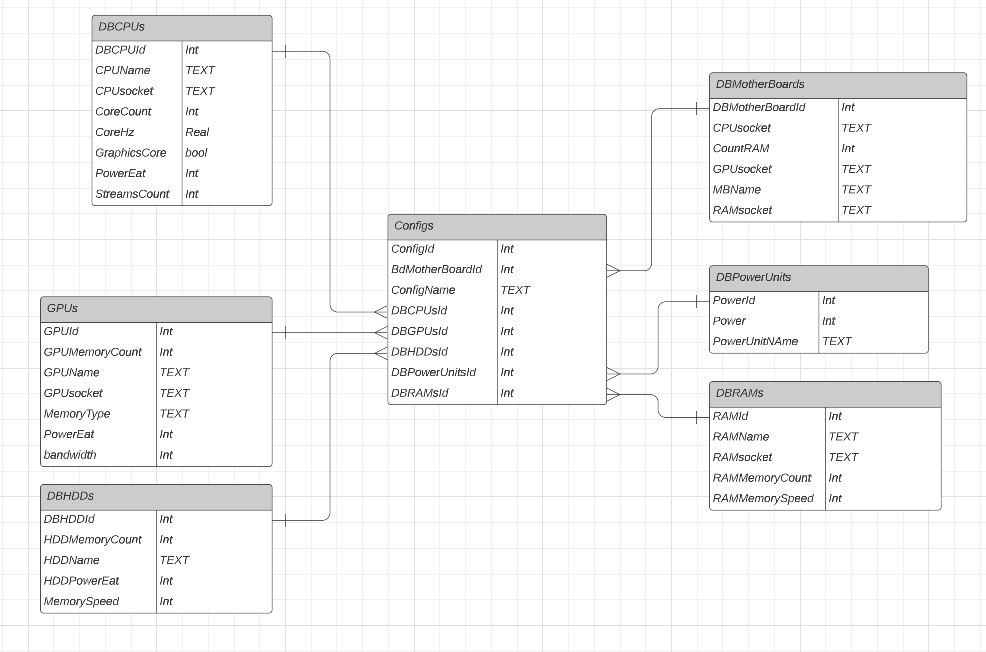 DBCPUs
DBCPUId Int
CPUName TEXT
CPUsocket TEXT
CoreCount Int
CoreHz Real
GraphicsCore bool
PowerEat Int
StreamsCount Int
GPUs
GPUId Int
GPUMemoryCount Int
GPUName TEXT
GPUsocket TEXT
MemoryType TEXT
PowerEat Int
bandwidth Int
DBHDDs
DBHDDId Int
HDDMemoryCount Int
HDDName TEXT
HDDPowerEat Int
MemorySpeed Int
Configs
ConfigId Int
BdMotherBoardId Int
ConfigName TEXT
DBCPUsId Int
DBGPUsId Int
DBHDDsId Int
DBPowerUnitsId Int
DBRAMsId Int
DBMotherBoards
DBMotherBoardId Int
CPUsocket TEXT
CountRAM Int
GPUsocket TEXT
MBName TEXT
RAMsocket TEXT
DBPowerUnits
PowerId Int
Power Int
PowerUnitNAme TEXT
DBRAMs
RAMId Int
RAMName TEXT
RAMsocket TEXT
RAMMemoryCount Int
RAMMemorySpeed Int